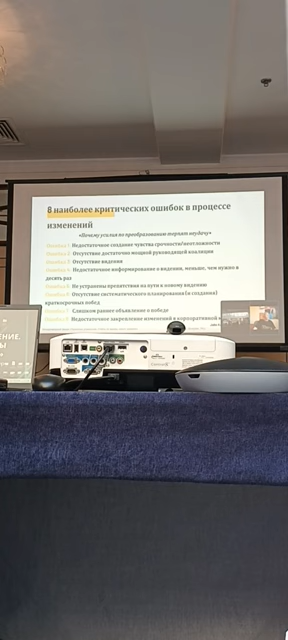 8 наиболее критических ошибок в процессе
изменений
«Почему усилия по преобразованию терпят неудачу»
Ошибка 1 Недостаточное создание чувства срочности/неотложности
Ошибка 2 Отсутствие достаточно мощной руководящей коалиции
Ошибка 3 Отсутствие видения
Ошибка 4 Недостаточное информирование о видении, меньше, чем нужно в
десять раз
Ошибка 5 Не устранены препятствия на пути к новому видению
Ошибка 6 Отсутствие систематического планирования (и создания)
краткосрочных побед
Ошибка 7 Слишком раннее объявление о победе
Ошибка 8 Недостаточное закрепление изменений в корпоративной